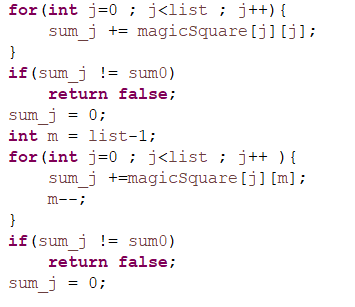 for(int j=0 ; j<list ; j++){
    sum_j += magicSquare[j][j];
}
if(sum_j != sum0)
    return false;
sum_j = 0;
int m = list-1;
for(int j=0 ; j<list ; j++ ){
    sum_j +=magicSquare[j][m];
    m--;
}
if(sum_j != sum0)
    return false;
sum_j = 0;